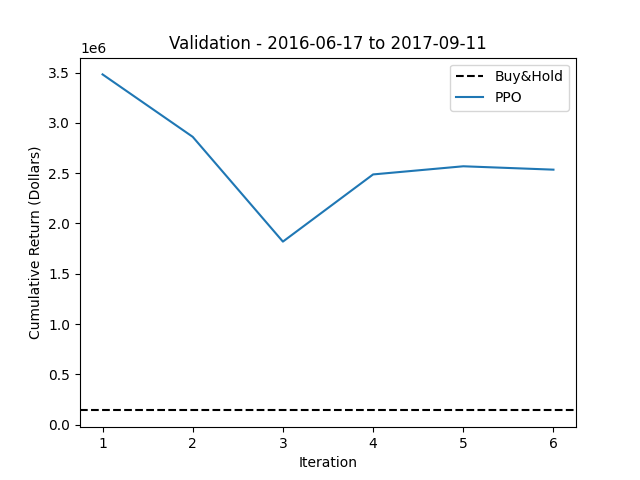 Validation - 2016-06-17 to 2017-09-11
1e6
3.5
3.0
2.5
2.0
1.5
1.0
0.5
0.0
Cumulative Return (Dollars)
Buy&Hold
PPO
1 2 3 4 5 6
Iteration